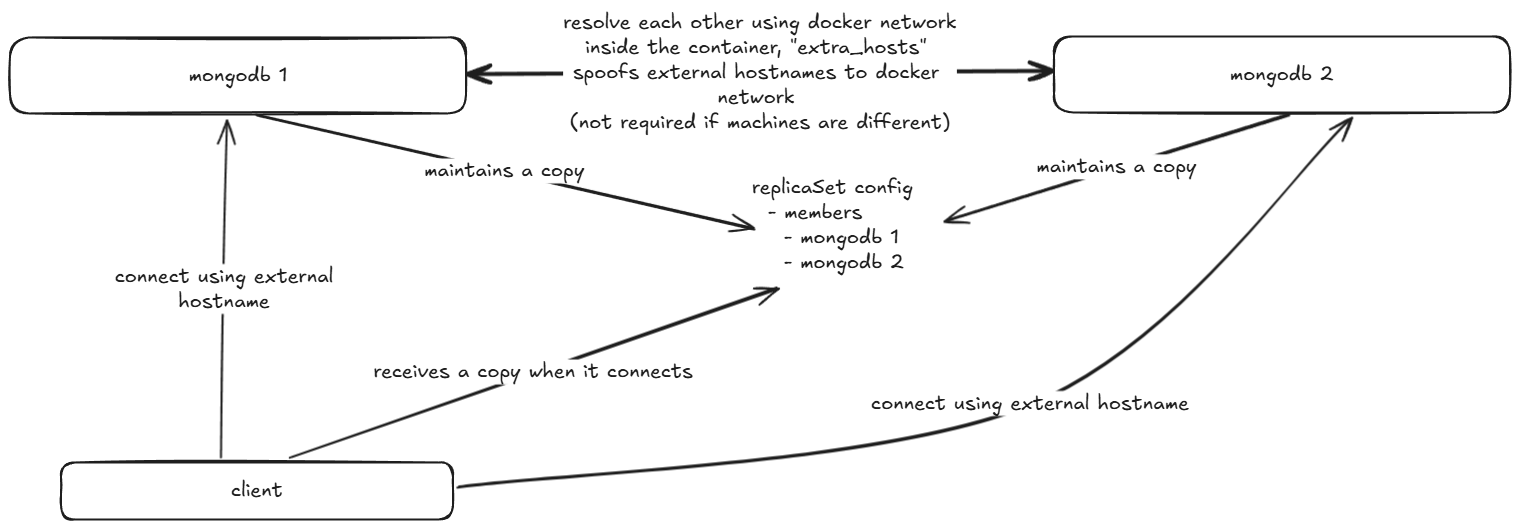 resolve each other using docker network
inside the container, "extra_hosts"
spoofs external hostnames to docker
network
(not required if machines are different)
mongodb 1
mongodb 2
maintains a copy
maintains a copy
replicaSet config
- members
- mongodb 1
- mongodb 2
connect using external
hostname
receives a copy when it connects
connect using external hostname
client